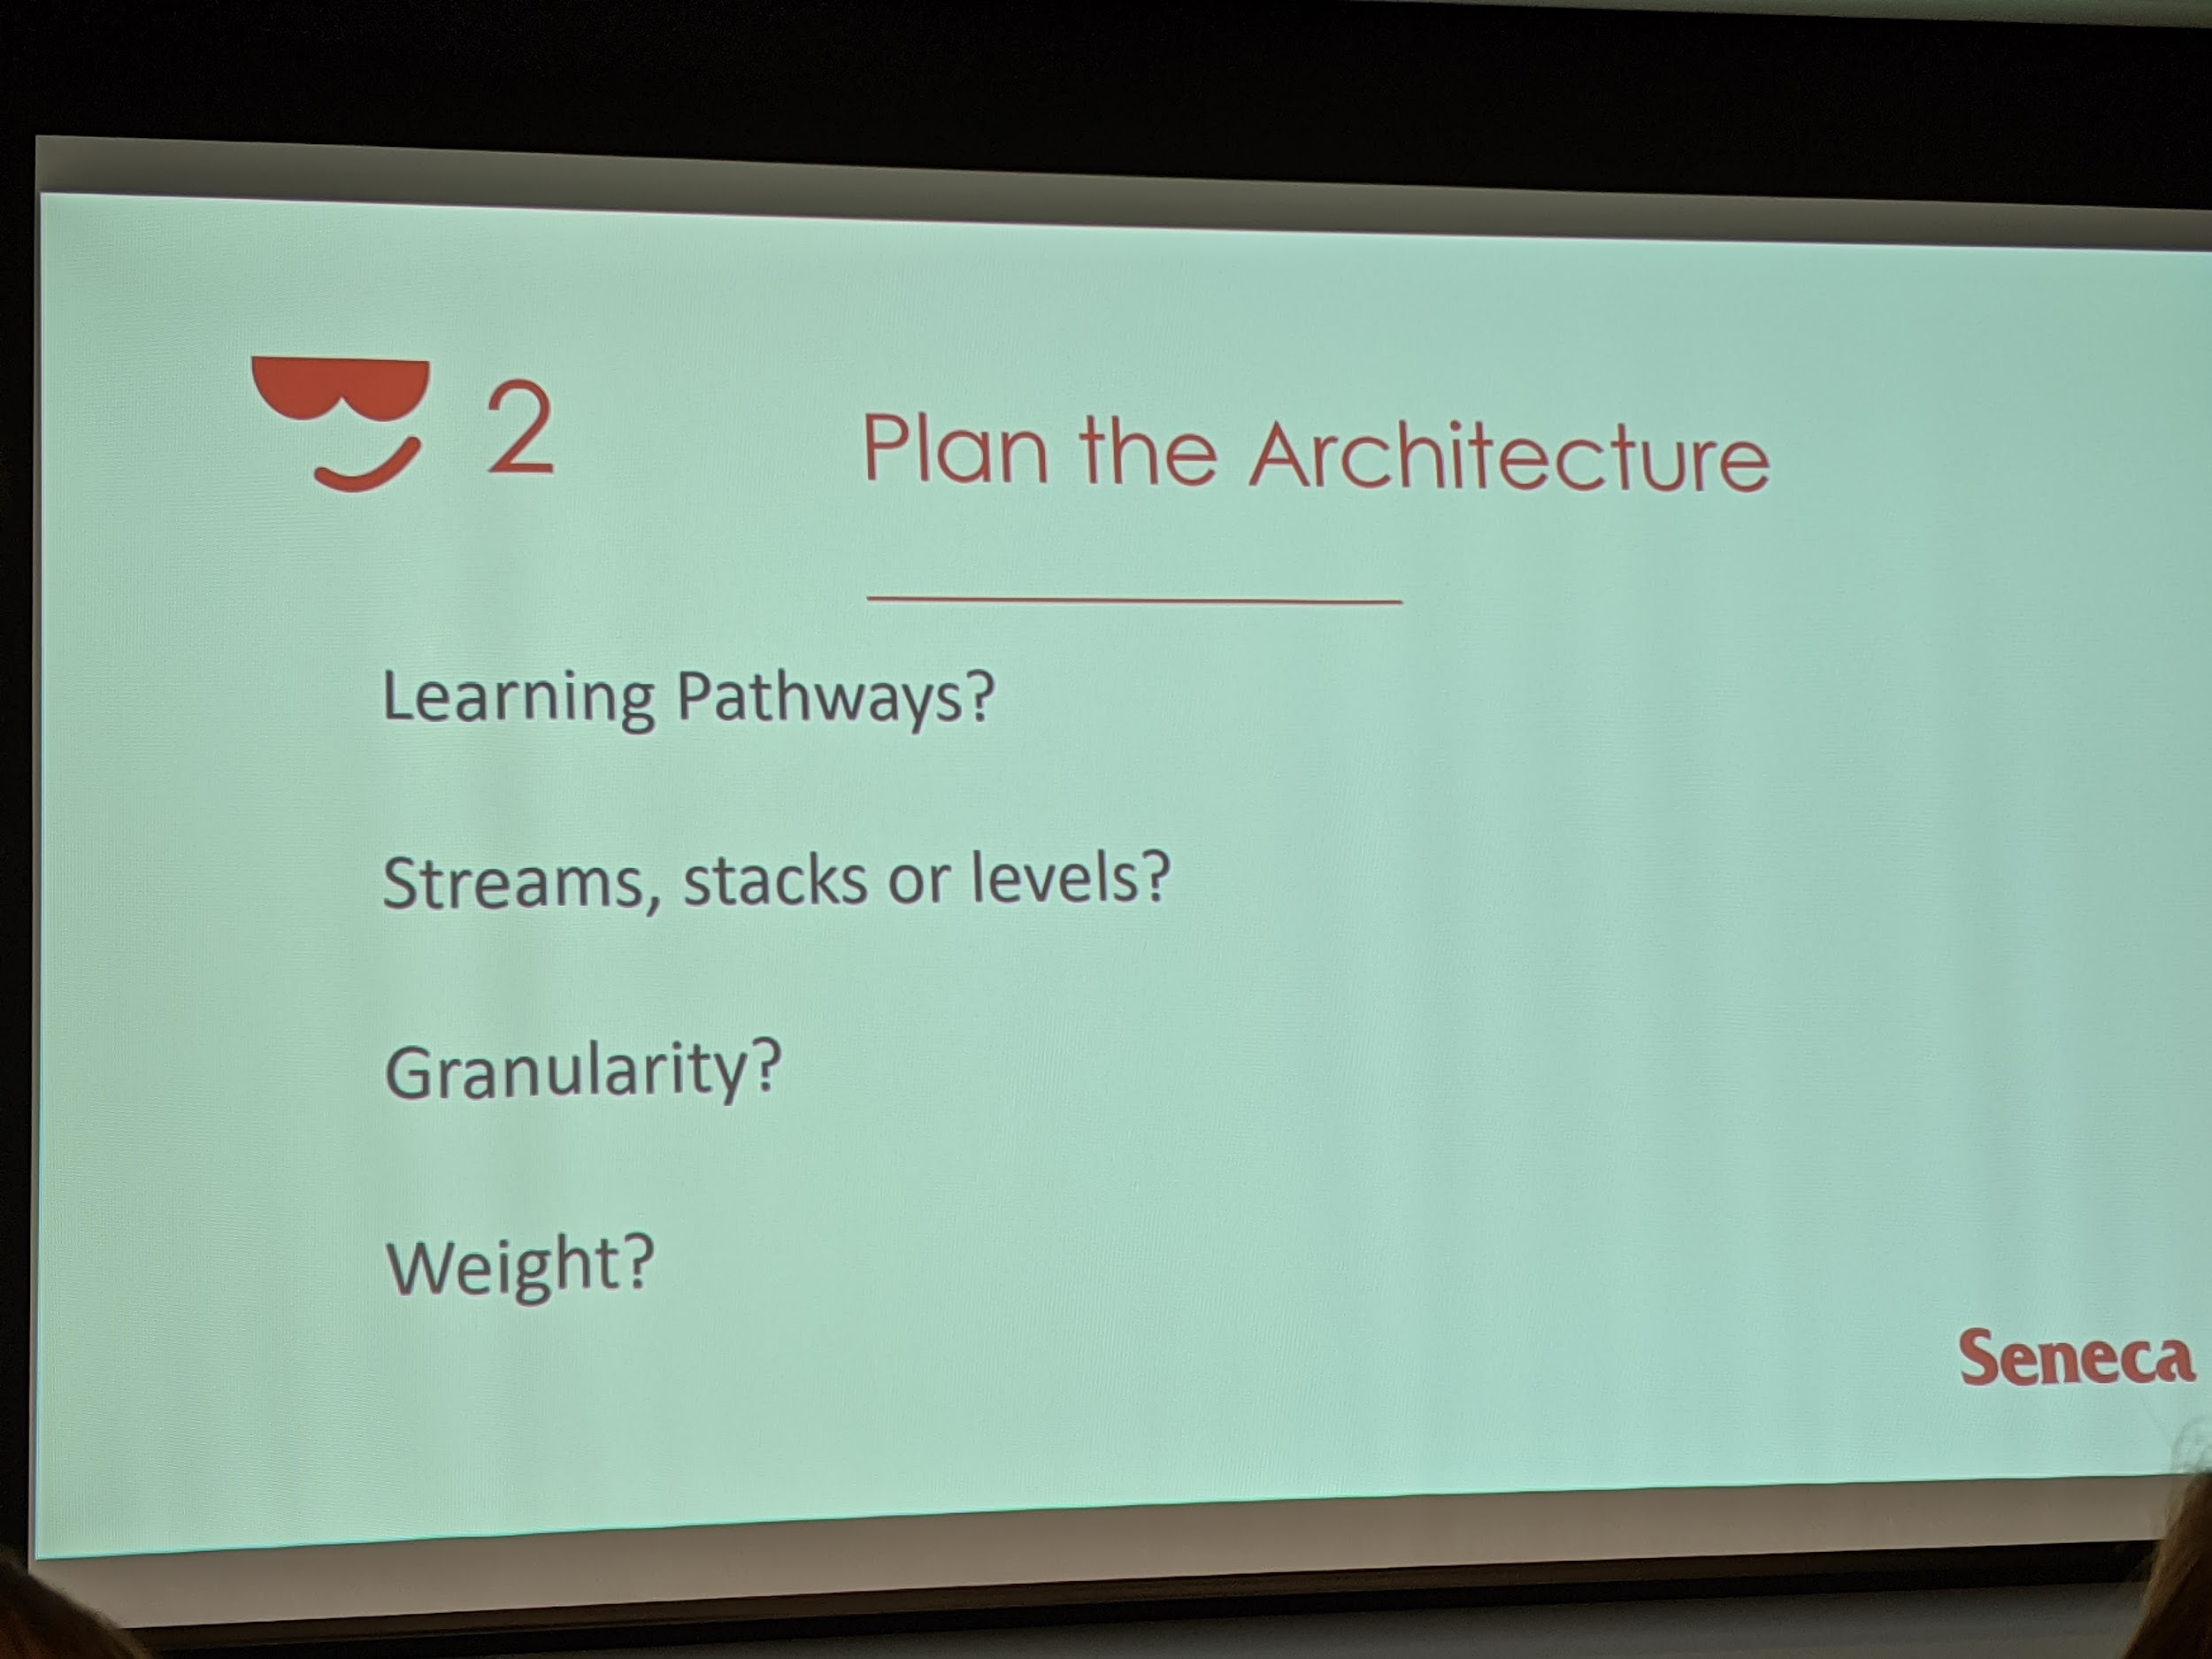 2
Plan the Architecture
Learning Pathways?
Streams, stacks or levels?
Granularity?
Weight?
Seneca